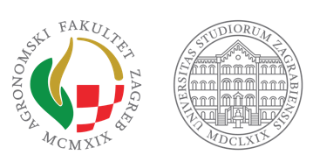 AGRONOMSKI FAKULTET ZAGREB
MCMXIX
UNIVERSITAS STUDIORUM ZAGRABIENSIS
MDCLXIX